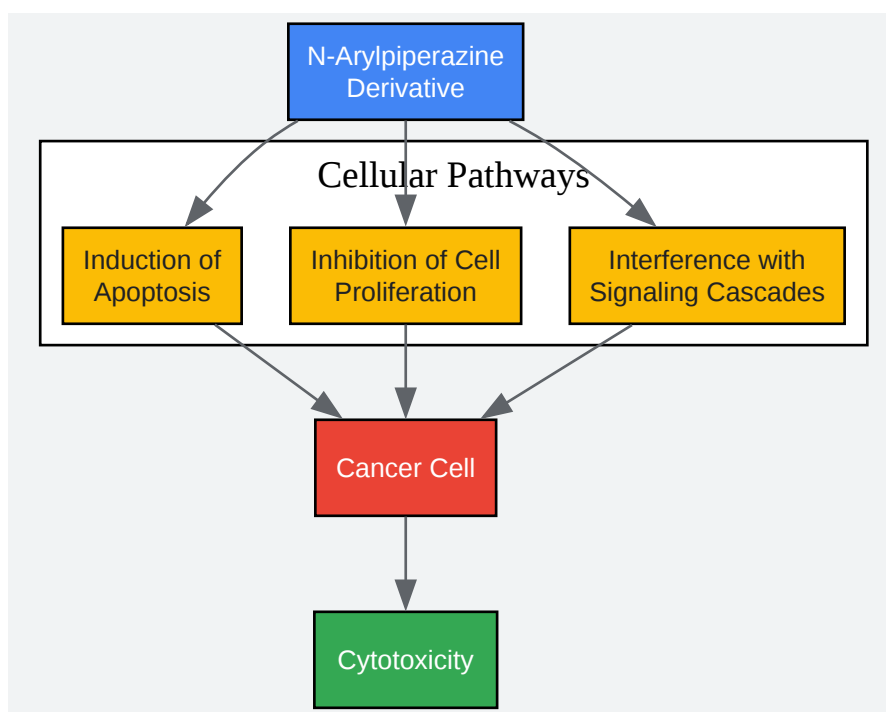 N-Arylpiperazine
Derivative
Cellular Pathways
Induction of
Apoptosis
Inhibition of Cell
Proliferation
Interference with
Signaling Cascades
Cancer Cell
Cytotoxicity